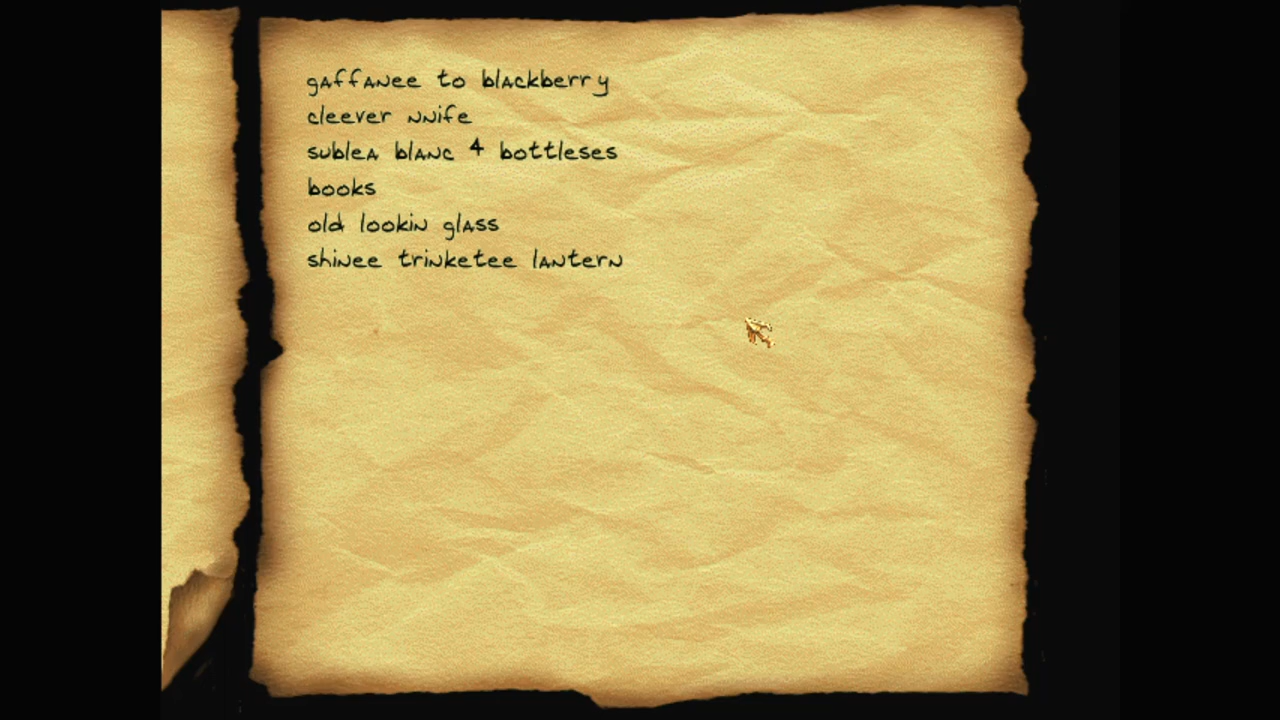 gaffanee to blackberry
cleever nnife
sublea blanc 4 bottleses
books
old lookin glass
shinee trinketee lantern